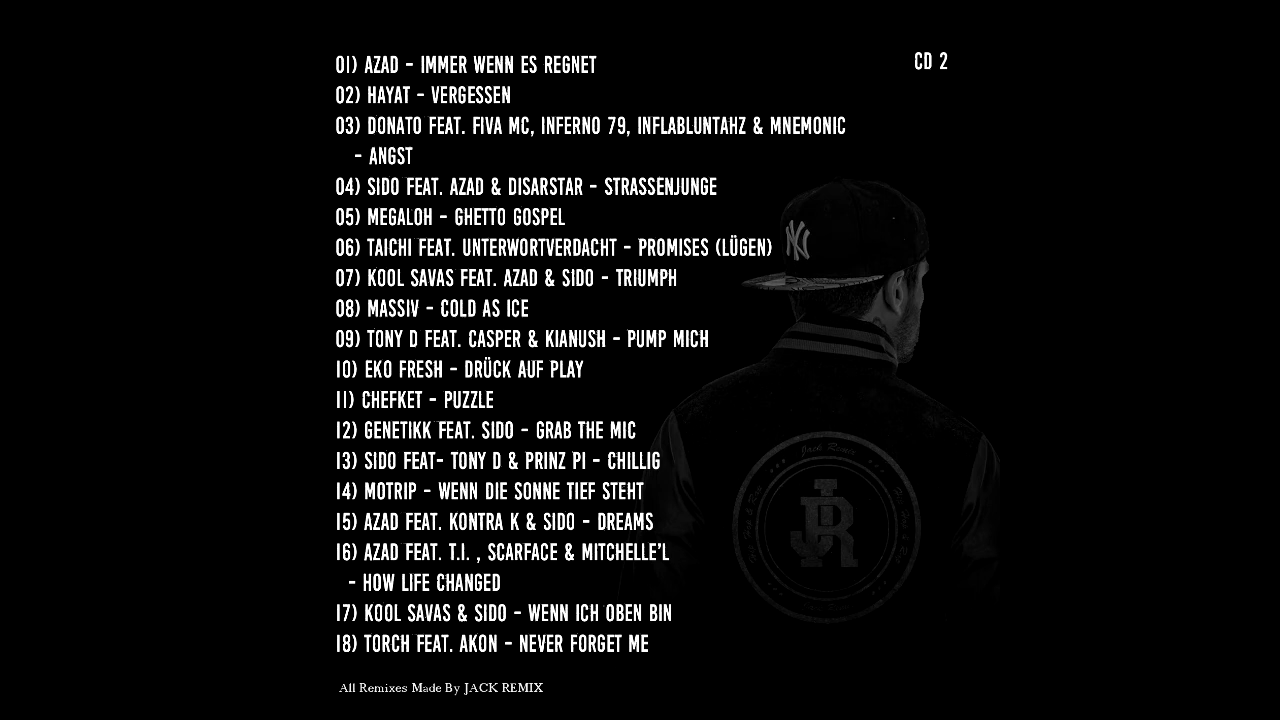 01) AZAD - IMMER WENN ES REGNET
CD 2
02) HAYAT - VERGESSEN
03) DONATO FEAT. FIVA MC, INFERNO 79, INFLABLUNTAHZ & MNEMONIC
- ANGST
04) SIDO FEAT. AZAD & DISARSTAR - STRASSENJUNGE
05) MEGALOH - GHETTO GOSPEL
06) TAICHI FEAT. UNTERWORTVERDACHT - PROMISES (LÜGEN)
07) KOOL SAVAS FEAT. AZAD & SIDO - TRIUMPH
08) MASSIV - COLD AS ICE
09) TONY D FEAT. CASPER & KIANUSH - PUMP MICH
10) EKO FRESH - DRÜCK AUF PLAY
11) CHEFKET - PUZZLE
12) GENETIKK FEAT. SIDO - GRAB THE MIC
13) SIDO FEAT- TONY D & PRINZ PI - CHILLIG
14) MOTRIP - WENN DIE SONNE TIEF STEHT
15) AZAD FEAT. KONTRA K & SIDO - DREAMS
16) AZAD FEAT. T.I. , SCARFACE & MITCHELLE'L
- HOW LIFE CHANGED
17) KOOL SAVAS & SIDO - WENN ICH OBEN BIN
18) TORCH FEAT. AKON - NEVER FORGET ME
All Remixes Made By JACK REMIX
NY
Jack Remix
JR